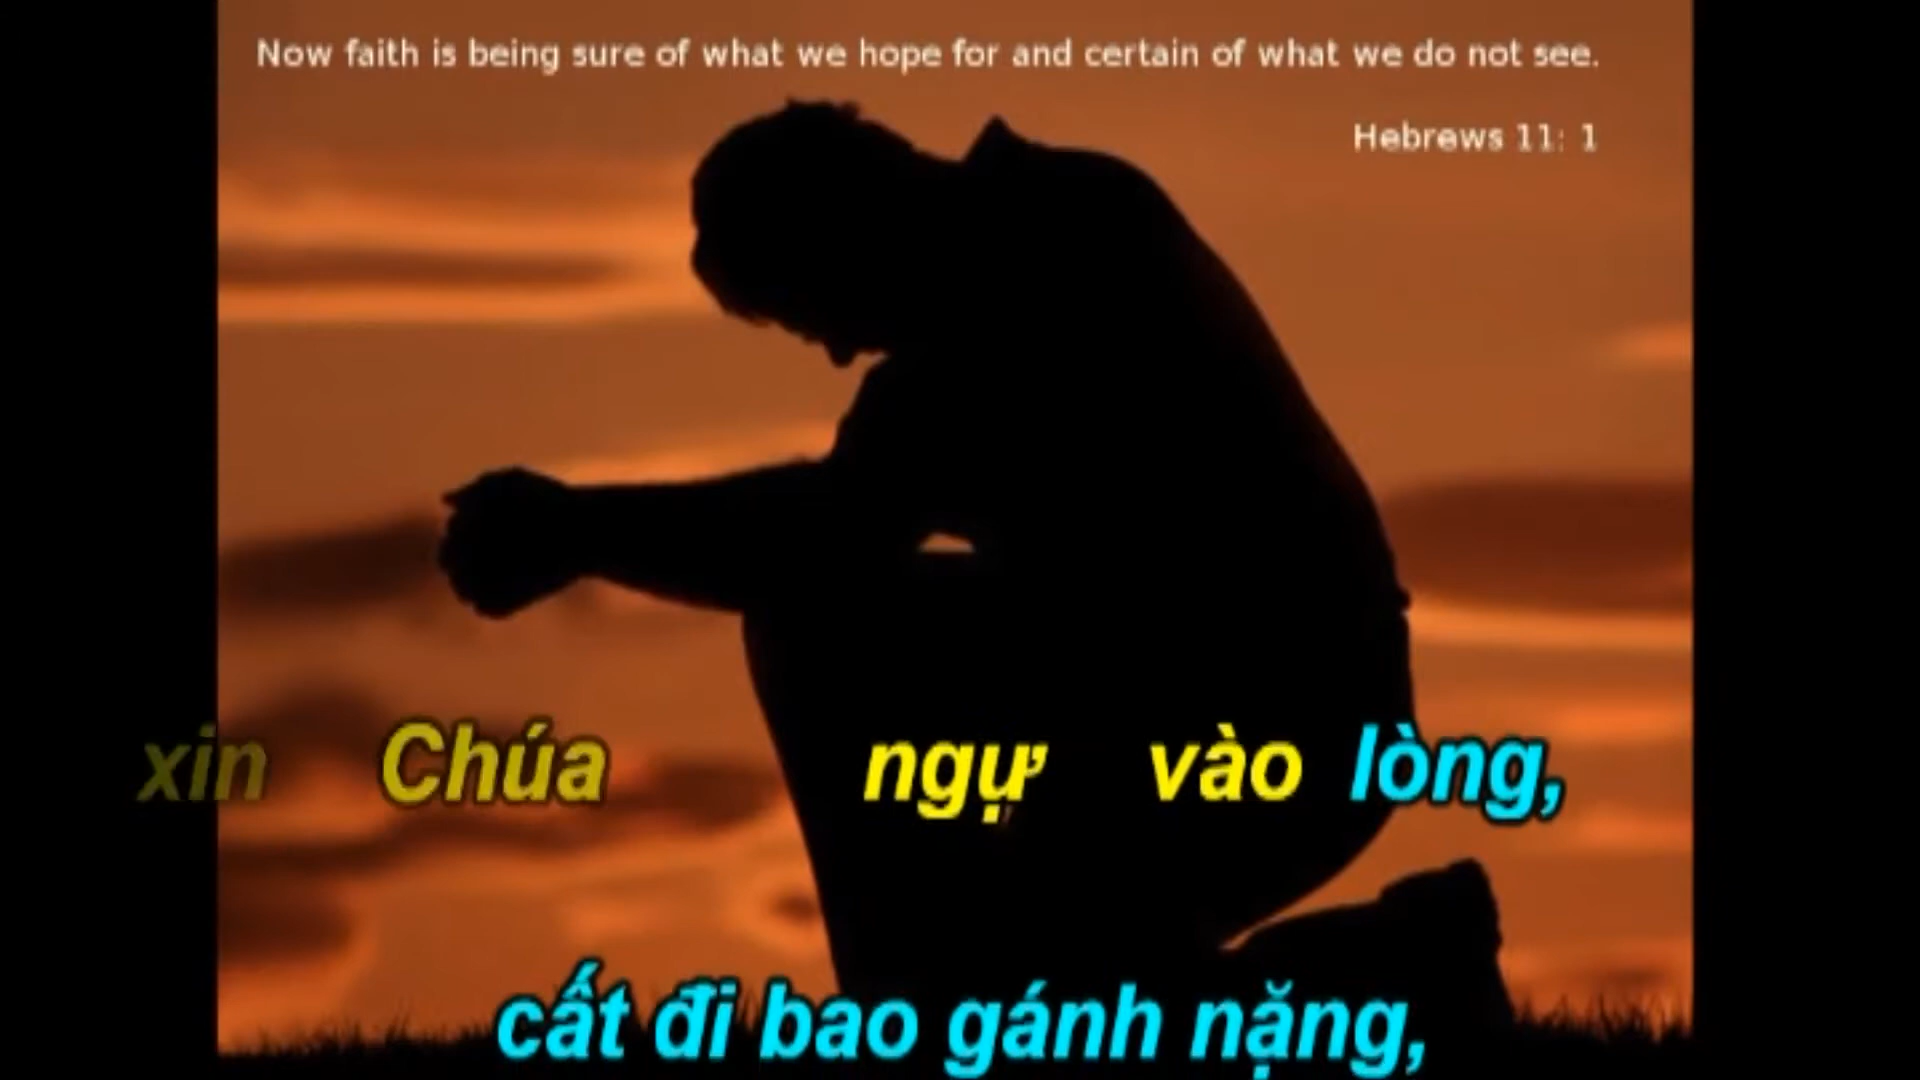 Now faith is being sure of what we hope for and certain of what we do not see.
Hebrews 11: 1
xin Chúa ngự vào lòng,
cất đi bao gánh nặng,